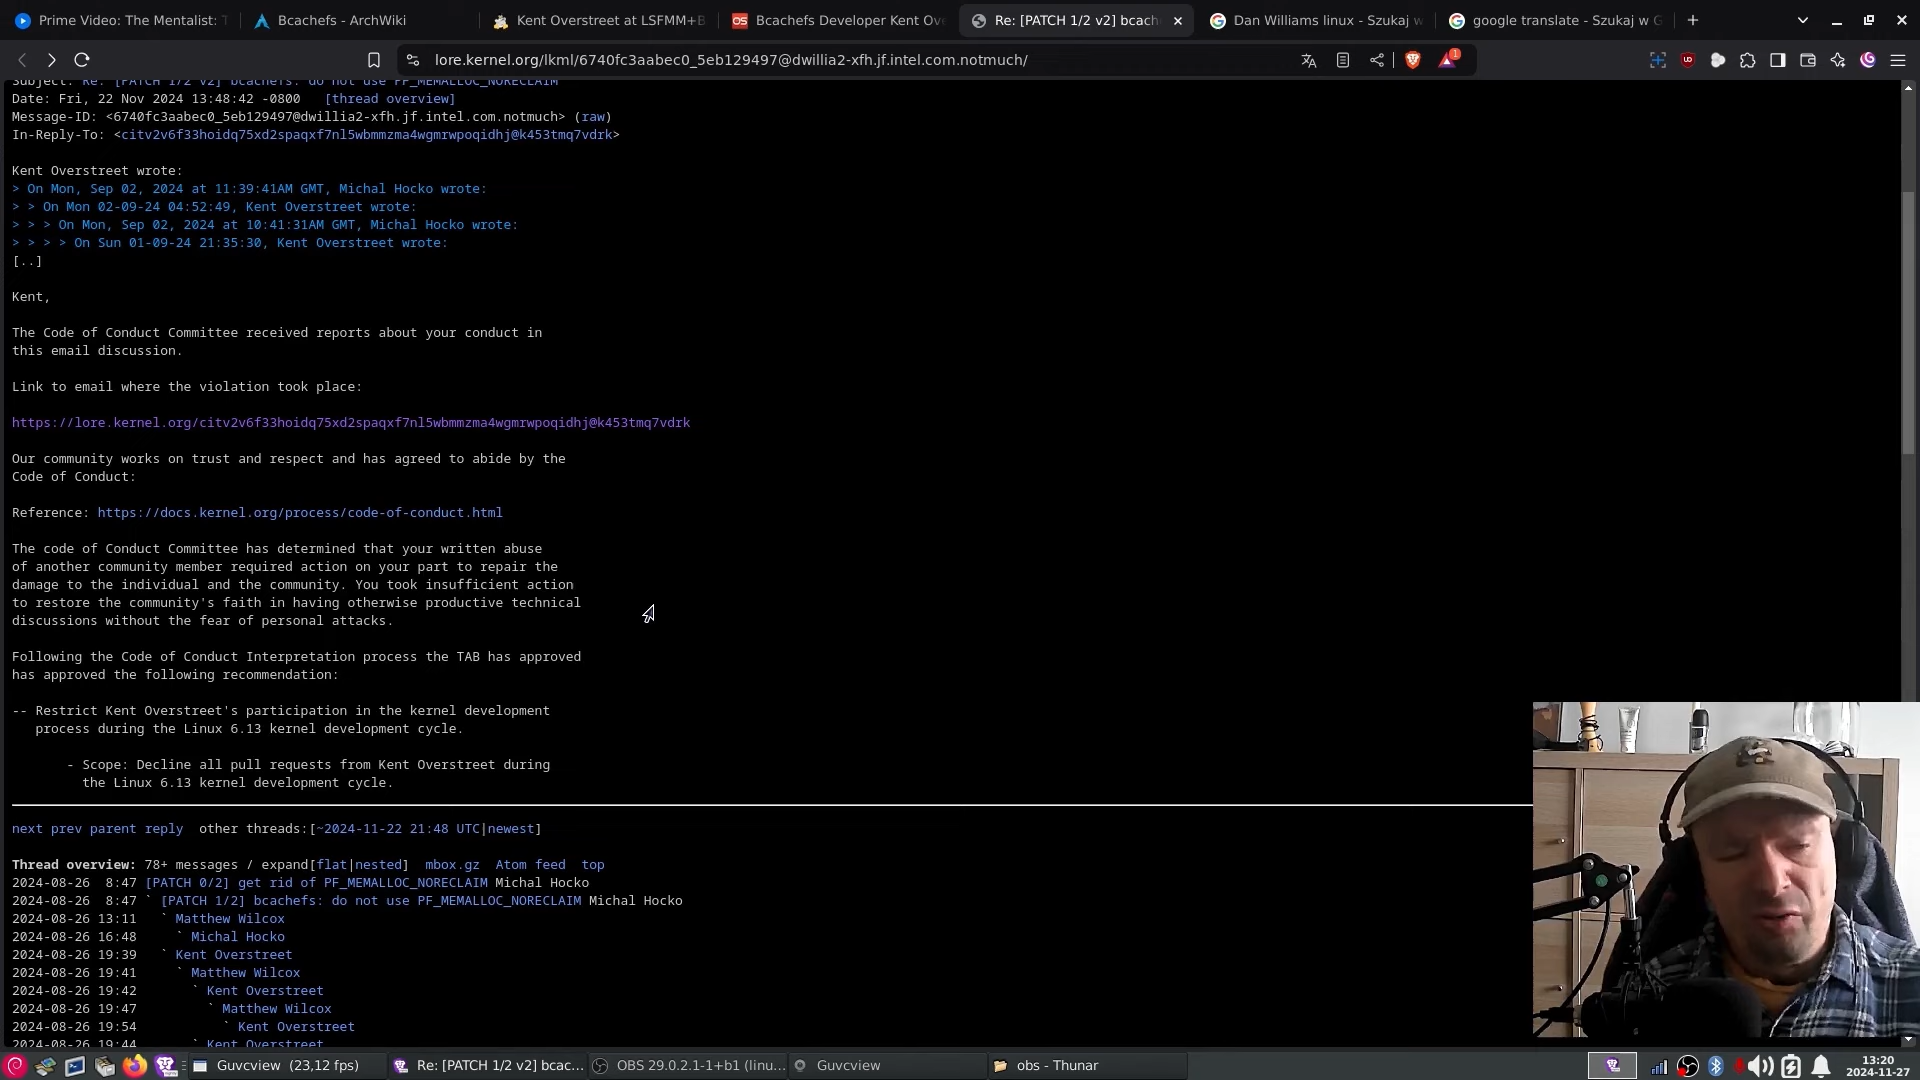 Prime Video: The Mentalist: T
Bcachefs - ArchWiki
Kent Overstreet at LSFMM+B
Bcachefs Developer Kent Ove
Re: [PATCH 1/2 v2] bcach
Dan Williams linux - Szukaj w
google translate - Szukaj w G
lore.kernel.org/lkml/6740fc3aabec0_5eb129497@dwillia2-xfh.jf.intel.com.notmuch/
Subject: Re: [PATCH 1/2 v2] bcachefs: do not use PF_MEMALLOC_NORECLAIM
Date: Fri, 22 Nov 2024 13:48:42 -0800 [thread overview]
Message-ID: <6740fc3aabec0_5eb129497@dwillia2-xfh.jf.intel.com.notmuch> (raw)
In-Reply-To: <citv2v6f33hoidq75xd2spaqxf7nl5wbmmzma4wgmrwpoqidhj@k453tmq7vdrk>
Kent Overstreet wrote:
> On Mon, Sep 02, 2024 at 11:39:41AM GMT, Michal Hocko wrote:
> > On Mon 02-09-24 04:52:49, Kent Overstreet wrote:
> > > On Mon, Sep 02, 2024 at 10:41:31AM GMT, Michal Hocko wrote:
> > > > On Sun 01-09-24 21:35:30, Kent Overstreet wrote:
[..]
Kent,
The Code of Conduct Committee received reports about your conduct in
this email discussion.
Link to email where the violation took place:
https://lore.kernel.org/citv2v6f33hoidq75xd2spaqxf7nl5wbmmzma4wgmrwpoqidhj@k453tmq7vdrk
Our community works on trust and respect and has agreed to abide by the
Code of Conduct:
Reference: https://docs.kernel.org/process/code-of-conduct.html
The code of Conduct Committee has determined that your written abuse
of another community member required action on your part to repair the
damage to the individual and the community. You took insufficient action
to restore the community's faith in having otherwise productive technical
discussions without the fear of personal attacks.
Following the Code of Conduct Interpretation process the TAB has approved
has approved the following recommendation:
-- Restrict Kent Overstreet's participation in the kernel development
process during the Linux 6.13 kernel development cycle.
- Scope: Decline all pull requests from Kent Overstreet during
the Linux 6.13 kernel development cycle.
next prev parent reply other threads:[~2024-11-22 21:48 UTC|newest]
Thread overview: 78+ messages / expand[flat|nested] mbox.gz Atom feed top
2024-08-26 8:47 [PATCH 0/2] get rid of PF_MEMALLOC_NORECLAIM Michal Hocko
2024-08-26 8:47 ` [PATCH 1/2] bcachefs: do not use PF_MEMALLOC_NORECLAIM Michal Hocko
2024-08-26 13:11 ` Matthew Wilcox
2024-08-26 16:48 ` Michal Hocko
2024-08-26 19:39 ` Kent Overstreet
2024-08-26 19:41 ` Matthew Wilcox
2024-08-26 19:42 ` Kent Overstreet
2024-08-26 19:47 ` Matthew Wilcox
2024-08-26 19:54 ` Kent Overstreet
2024-08-26 19:44 ` Kent Overstreet
Guvcview (23,12 fps)
Re: [PATCH 1/2 v2] bcac...
OBS 29.0.2.1-1+b1 (linu...
Guvcview
obs - Thunar
13:20
2024-11-27